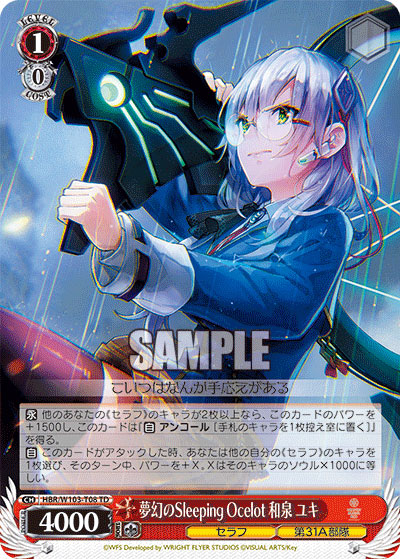 LEVEL
1
0
COST
SAMPLE
こいつはなんか手応えがある
永 他のあなたの《セラフ》のキャラが2枚以上なら、このカードのパワーを
+1500し、このカードは『自 アンコール [手札のキャラを1枚控え室に置く]』
を得る。
自 このカードがアタックした時、あなたは他の自分の《セラフ》のキャラを
1枚選び、そのターン中、パワーを+X。Xはそのキャラのソウル×1000に等
しい。
CH HBR/W103-T08 TD
4000
夢幻のSleeping Ocelot 和泉 ユキ
セラフ
第31A部隊
©WFS Developed by WRIGHT FLYER STUDIOS ©VISUAL ARTS/Key